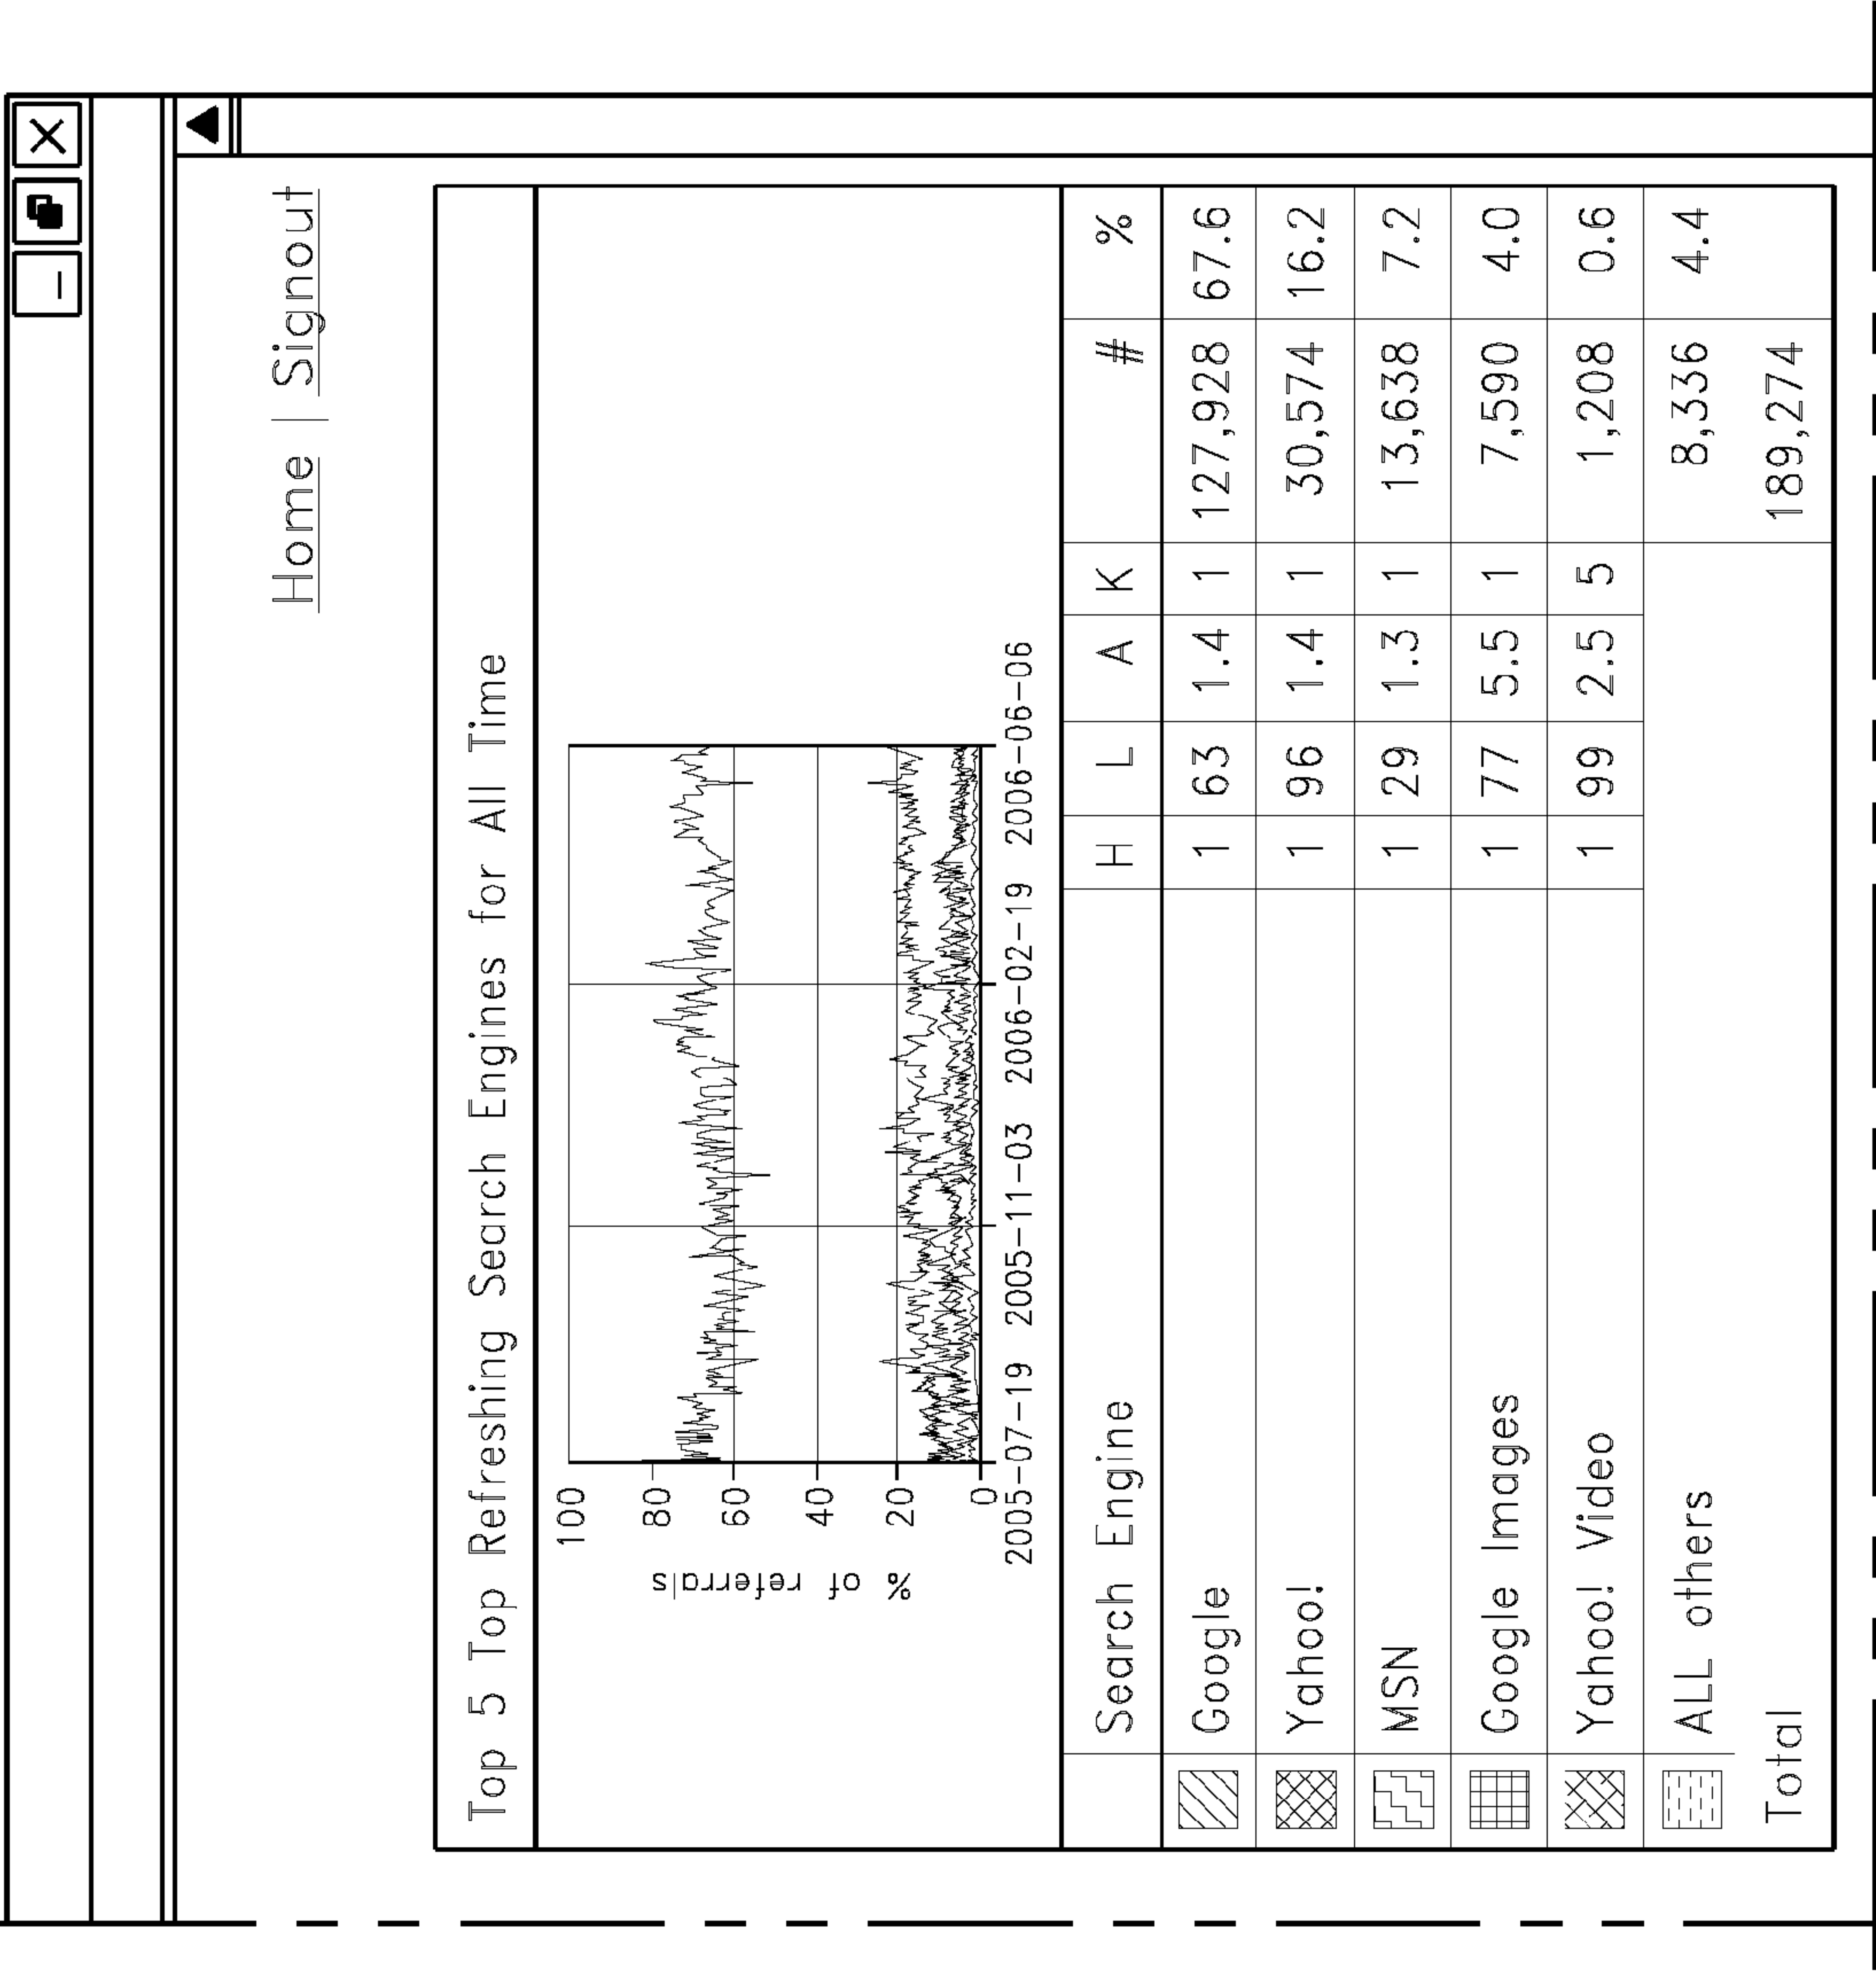 Home | Signout
Top 5 Top Refreshing Search Engines for All Time
% of referrals
100
80
60
40
20
0
2005-07-19 2005-11-03 2006-02-19 2006-06-06
Search Engine H L A K # %
Google 1 63 1.4 1 127,928 67.6
Yahoo! 1 96 1.4 1 30,574 16.2
MSN 1 29 1.3 1 13,638 7.2
Google Images 1 77 5.5 1 7,590 4.0
Yahoo! Video 1 99 2.5 5 1,208 0.6
ALL others 8,336 4.4
Total 189,274